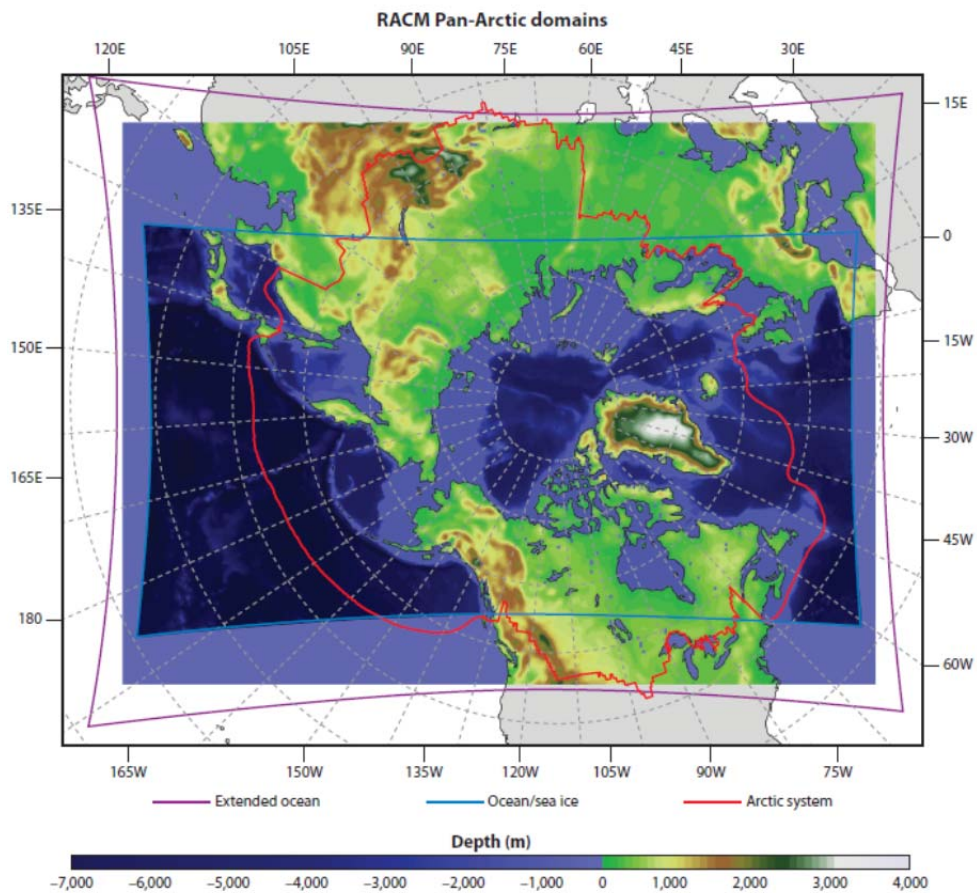 RACM Pan-Arctic domains
120E 105E 90E 75E 60E 45E 30E
15E
135E
0
150E
15W
30W
165E
45W
180
60W
165W 150W 135W 120W 105W 90W 75W
Extended ocean Ocean/sea ice Arctic system
Depth (m)
–7,000 –6,000 –5,000 –4,000 –3,000 –2,000 –1,000 0 1,000 2,000 3,000 4,000